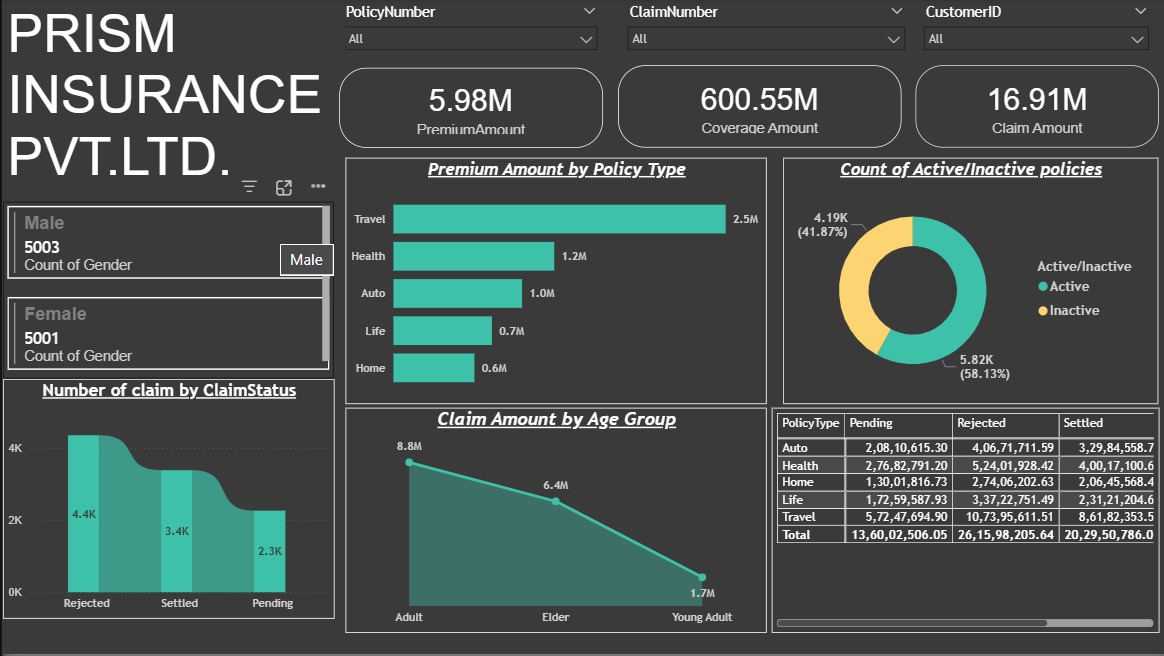 PRISM
INSURANCE
PVT.LTD.
PolicyNumber
All
ClaimNumber
All
CustomerID
All
5.98M
PremiumAmount
600.55M
Coverage Amount
16.91M
Claim Amount
Male
5003
Count of Gender
Male
Female
5001
Count of Gender
Premium Amount by Policy Type
Travel 2.5M
Health 1.2M
Auto 1.0M
Life 0.7M
Home 0.6M
Count of Active/Inactive policies
4.19K
(41.87%)
5.82K
(58.13%)
Active/Inactive
Active
Inactive
Number of claim by ClaimStatus
4K
2K
0K
4.4K
3.4K
2.3K
Rejected Settled Pending
Claim Amount by Age Group
8.8M
6.4M
1.7M
Adult Elder Young Adult
PolicyType Pending Rejected Settled
Auto 2,08,10,615.30 4,06,71,711.59 3,29,84,558.7
Health 2,76,82,791.20 5,24,01,928.42 4,00,17,100.6
Home 1,30,01,816.73 2,74,06,202.63 2,06,45,568.4
Life 1,72,59,587.93 3,37,22,751.49 2,31,21,204.6
Travel 5,72,47,694.90 10,73,95,611.51 8,61,82,353.5
Total 13,60,02,506.05 26,15,98,205.64 20,29,50,786.0